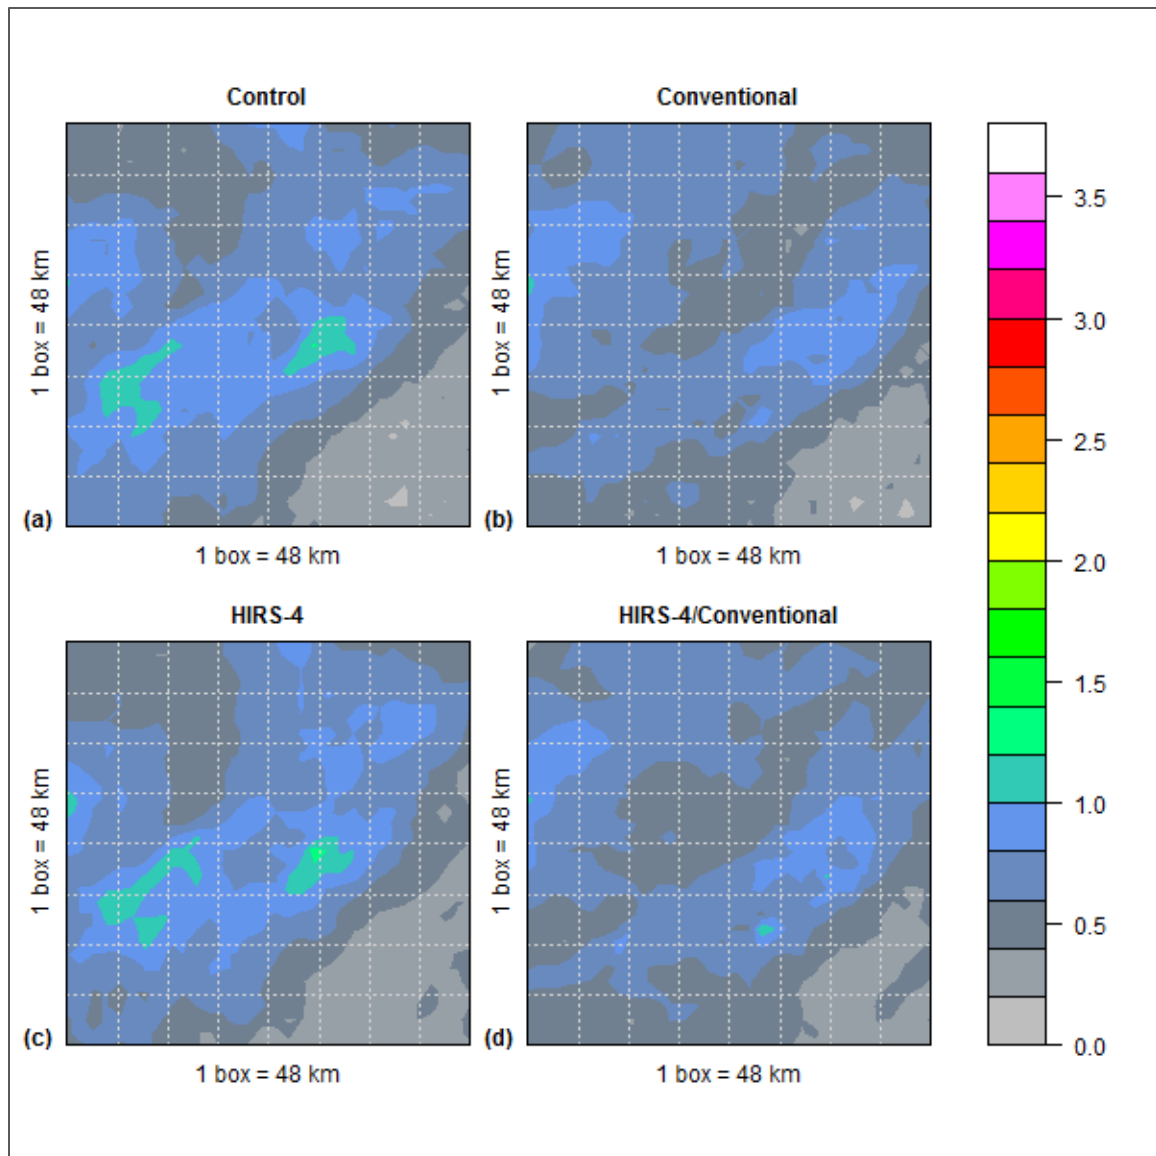 Control
Conventional
1 box = 48 km
1 box = 48 km
(a)
(b)
1 box = 48 km
1 box = 48 km
HIRS-4
HIRS-4/Conventional
1 box = 48 km
1 box = 48 km
(c)
(d)
1 box = 48 km
1 box = 48 km
3.5
3.0
2.5
2.0
1.5
1.0
0.5
0.0